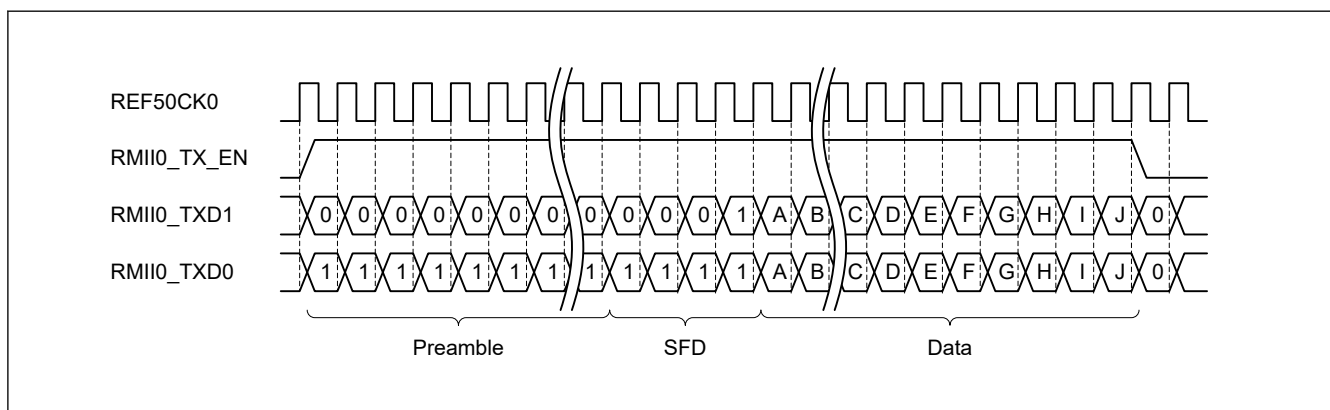 REF50CK0
RMII0_TX_EN
RMII0_TXD1 0 0 0 0 0 0 0 0 0 0 0 1 A B C D E F G H I J 0
RMII0_TXD0 1 1 1 1 1 1 1 1 1 1 1 1 A B C D E F G H I J 0
Preamble SFD Data